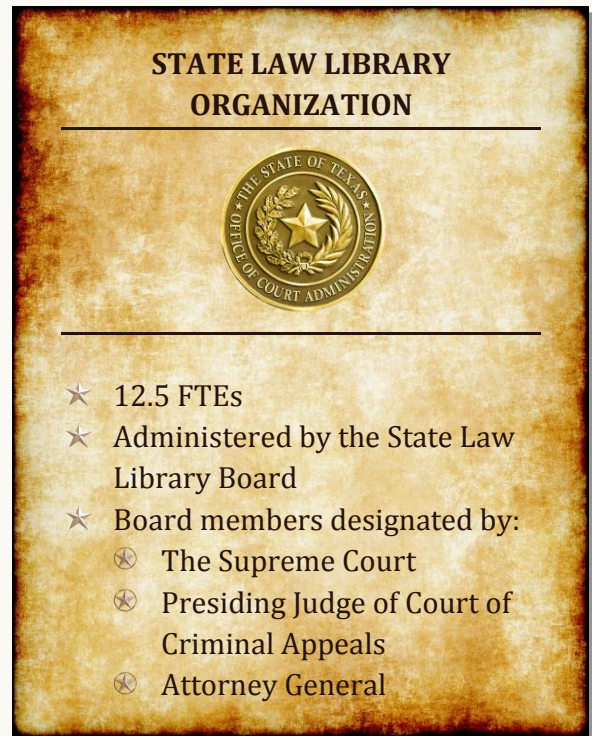 STATE LAW LIBRARY
ORGANIZATION
THE STATE OF TEXAS
OFFICE OF COURT ADMINISTRATION
12.5 FTEs
Administered by the State Law
Library Board
Board members designated by:
The Supreme Court
Presiding Judge of Court of
Criminal Appeals
Attorney General